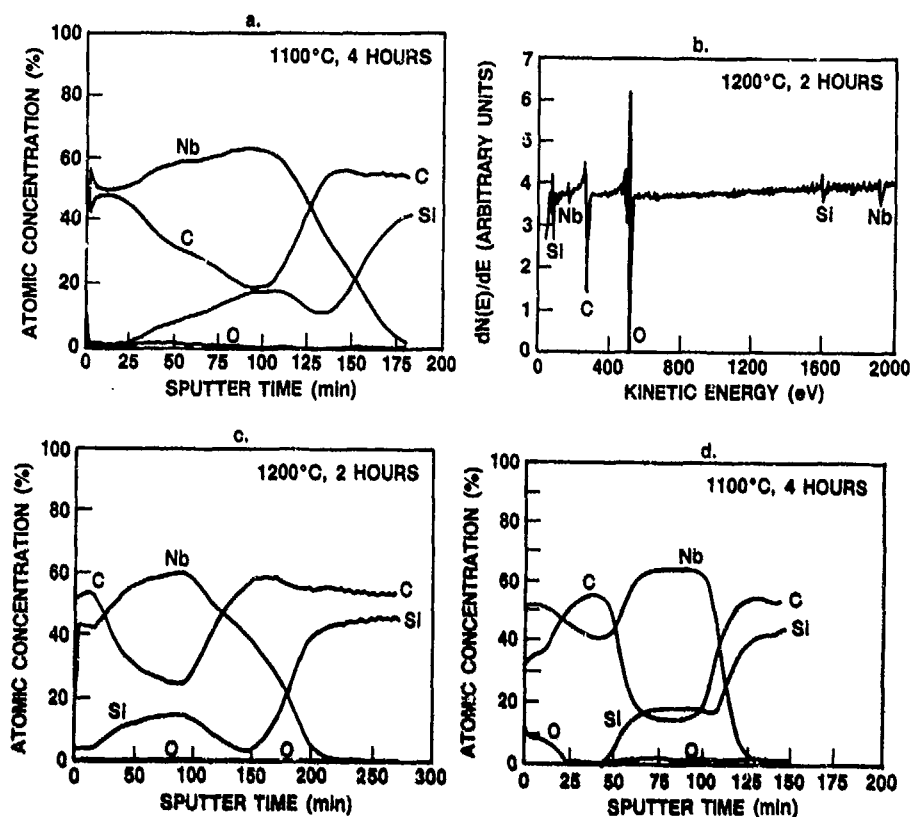 a.
1100°C, 4 HOURS
100
80
60
40
20
0
ATOMIC CONCENTRATION (%)
Nb
C
C
Si
O
0 25 50 75 100 125 150 175 200
SPUTTER TIME (min)
b.
1200°C, 2 HOURS
7
6
5
4
3
2
1
0
dN(E)/dE (ARBITRARY UNITS)
Si
Nb
C
O
Si
Nb
0 400 800 1200 1600 2000
KINETIC ENERGY (eV)
c.
1200°C, 2 HOURS
100
80
60
40
20
0
ATOMIC CONCENTRATION (%)
C
Nb
Si
O
O
C
Si
0 50 100 150 200 250 300
SPUTTER TIME (min)
d.
1100°C, 4 HOURS
100
80
60
40
20
0
ATOMIC CONCENTRATION (%)
C
Nb
O
Si
O
C
Si
0 25 50 75 100 125 150 175 200
SPUTTER TIME (min)